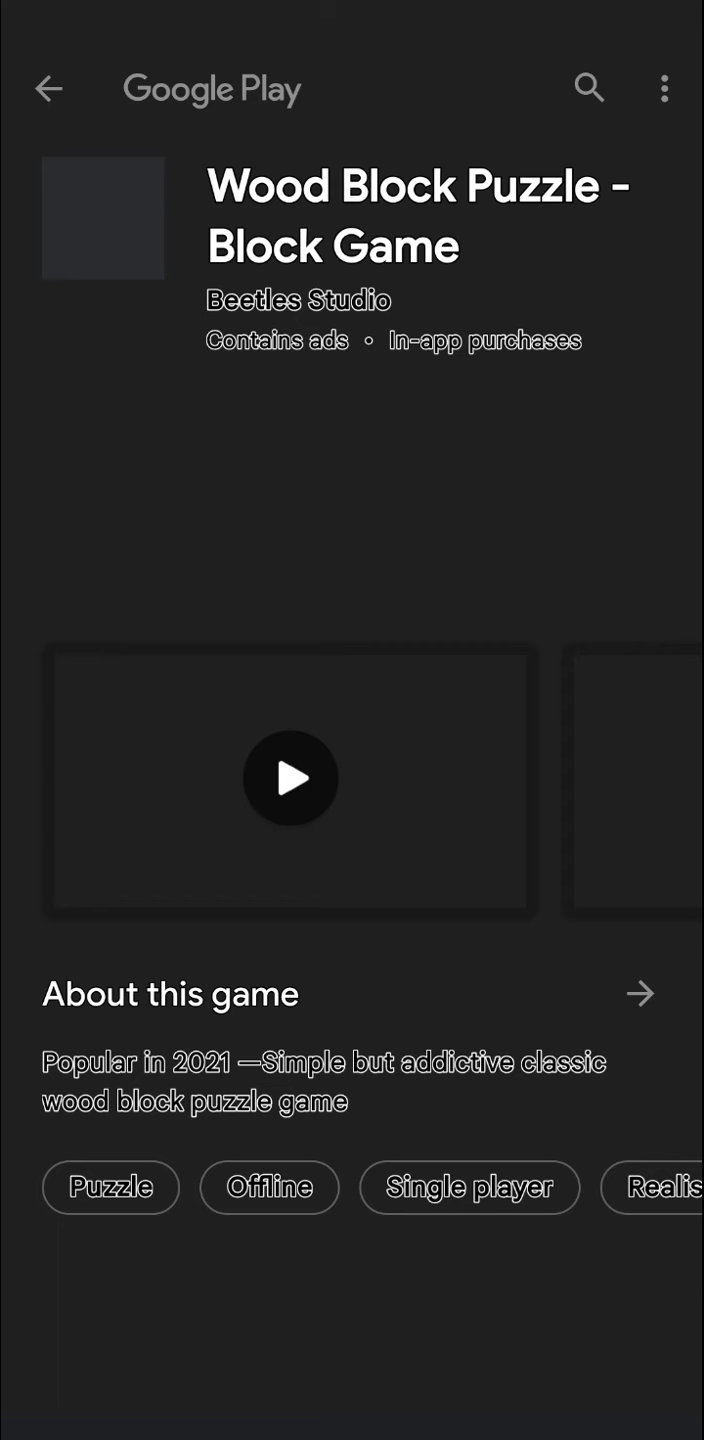 Google Play
Wood Block Puzzle -
Block Game
Beetles Studio
Contains ads • In-app purchases
About this game
Popular in 2021 —Simple but addictive classic
wood block puzzle game
Puzzle
Offline
Single player
Realis